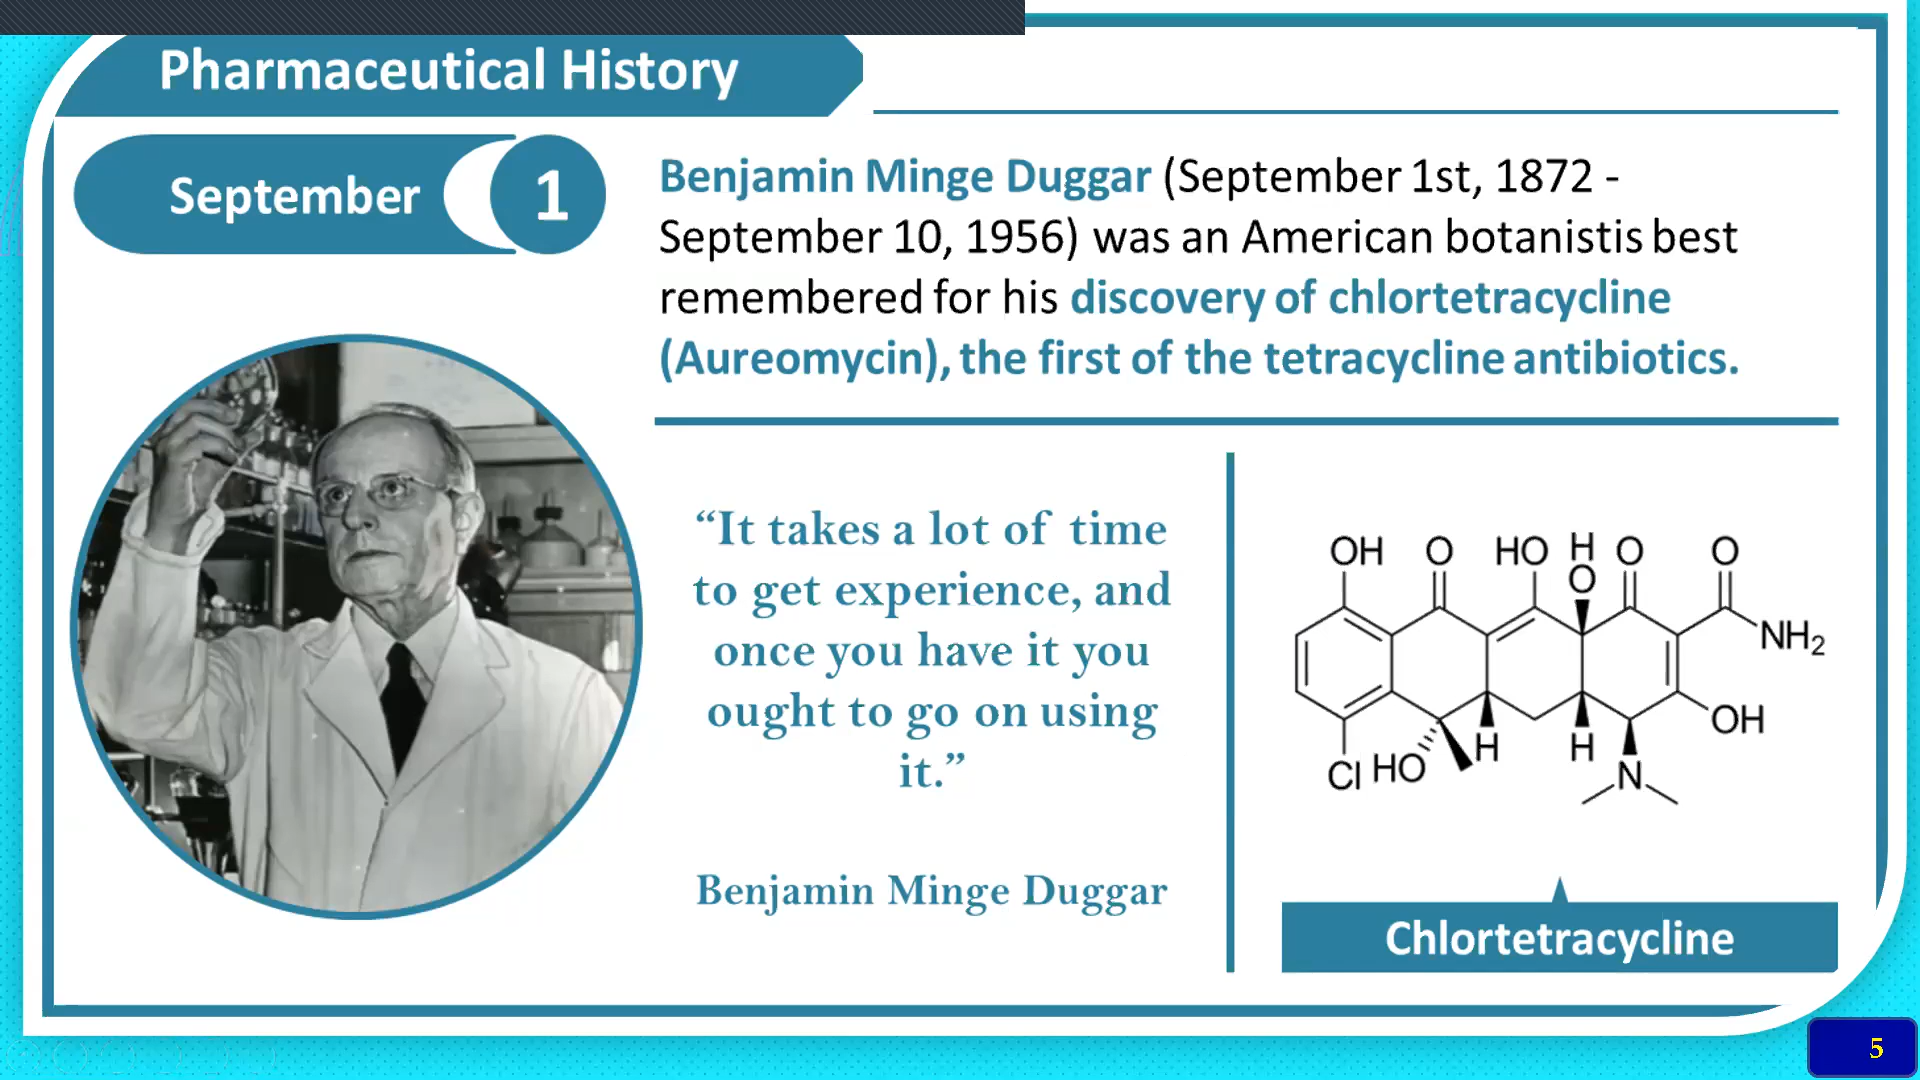 Pharmaceutical History
September 1
Benjamin Minge Duggar (September 1st, 1872 -
September 10, 1956) was an American botanistis best
remembered for his discovery of chlortetracycline
(Aureomycin), the first of the tetracycline antibiotics.
“It takes a lot of time
to get experience, and
once you have it you
ought to go on using
it.”
Benjamin Minge Duggar
OH O HO H O O
O
NH2
OH
Cl HO H H N
Chlortetracycline
5